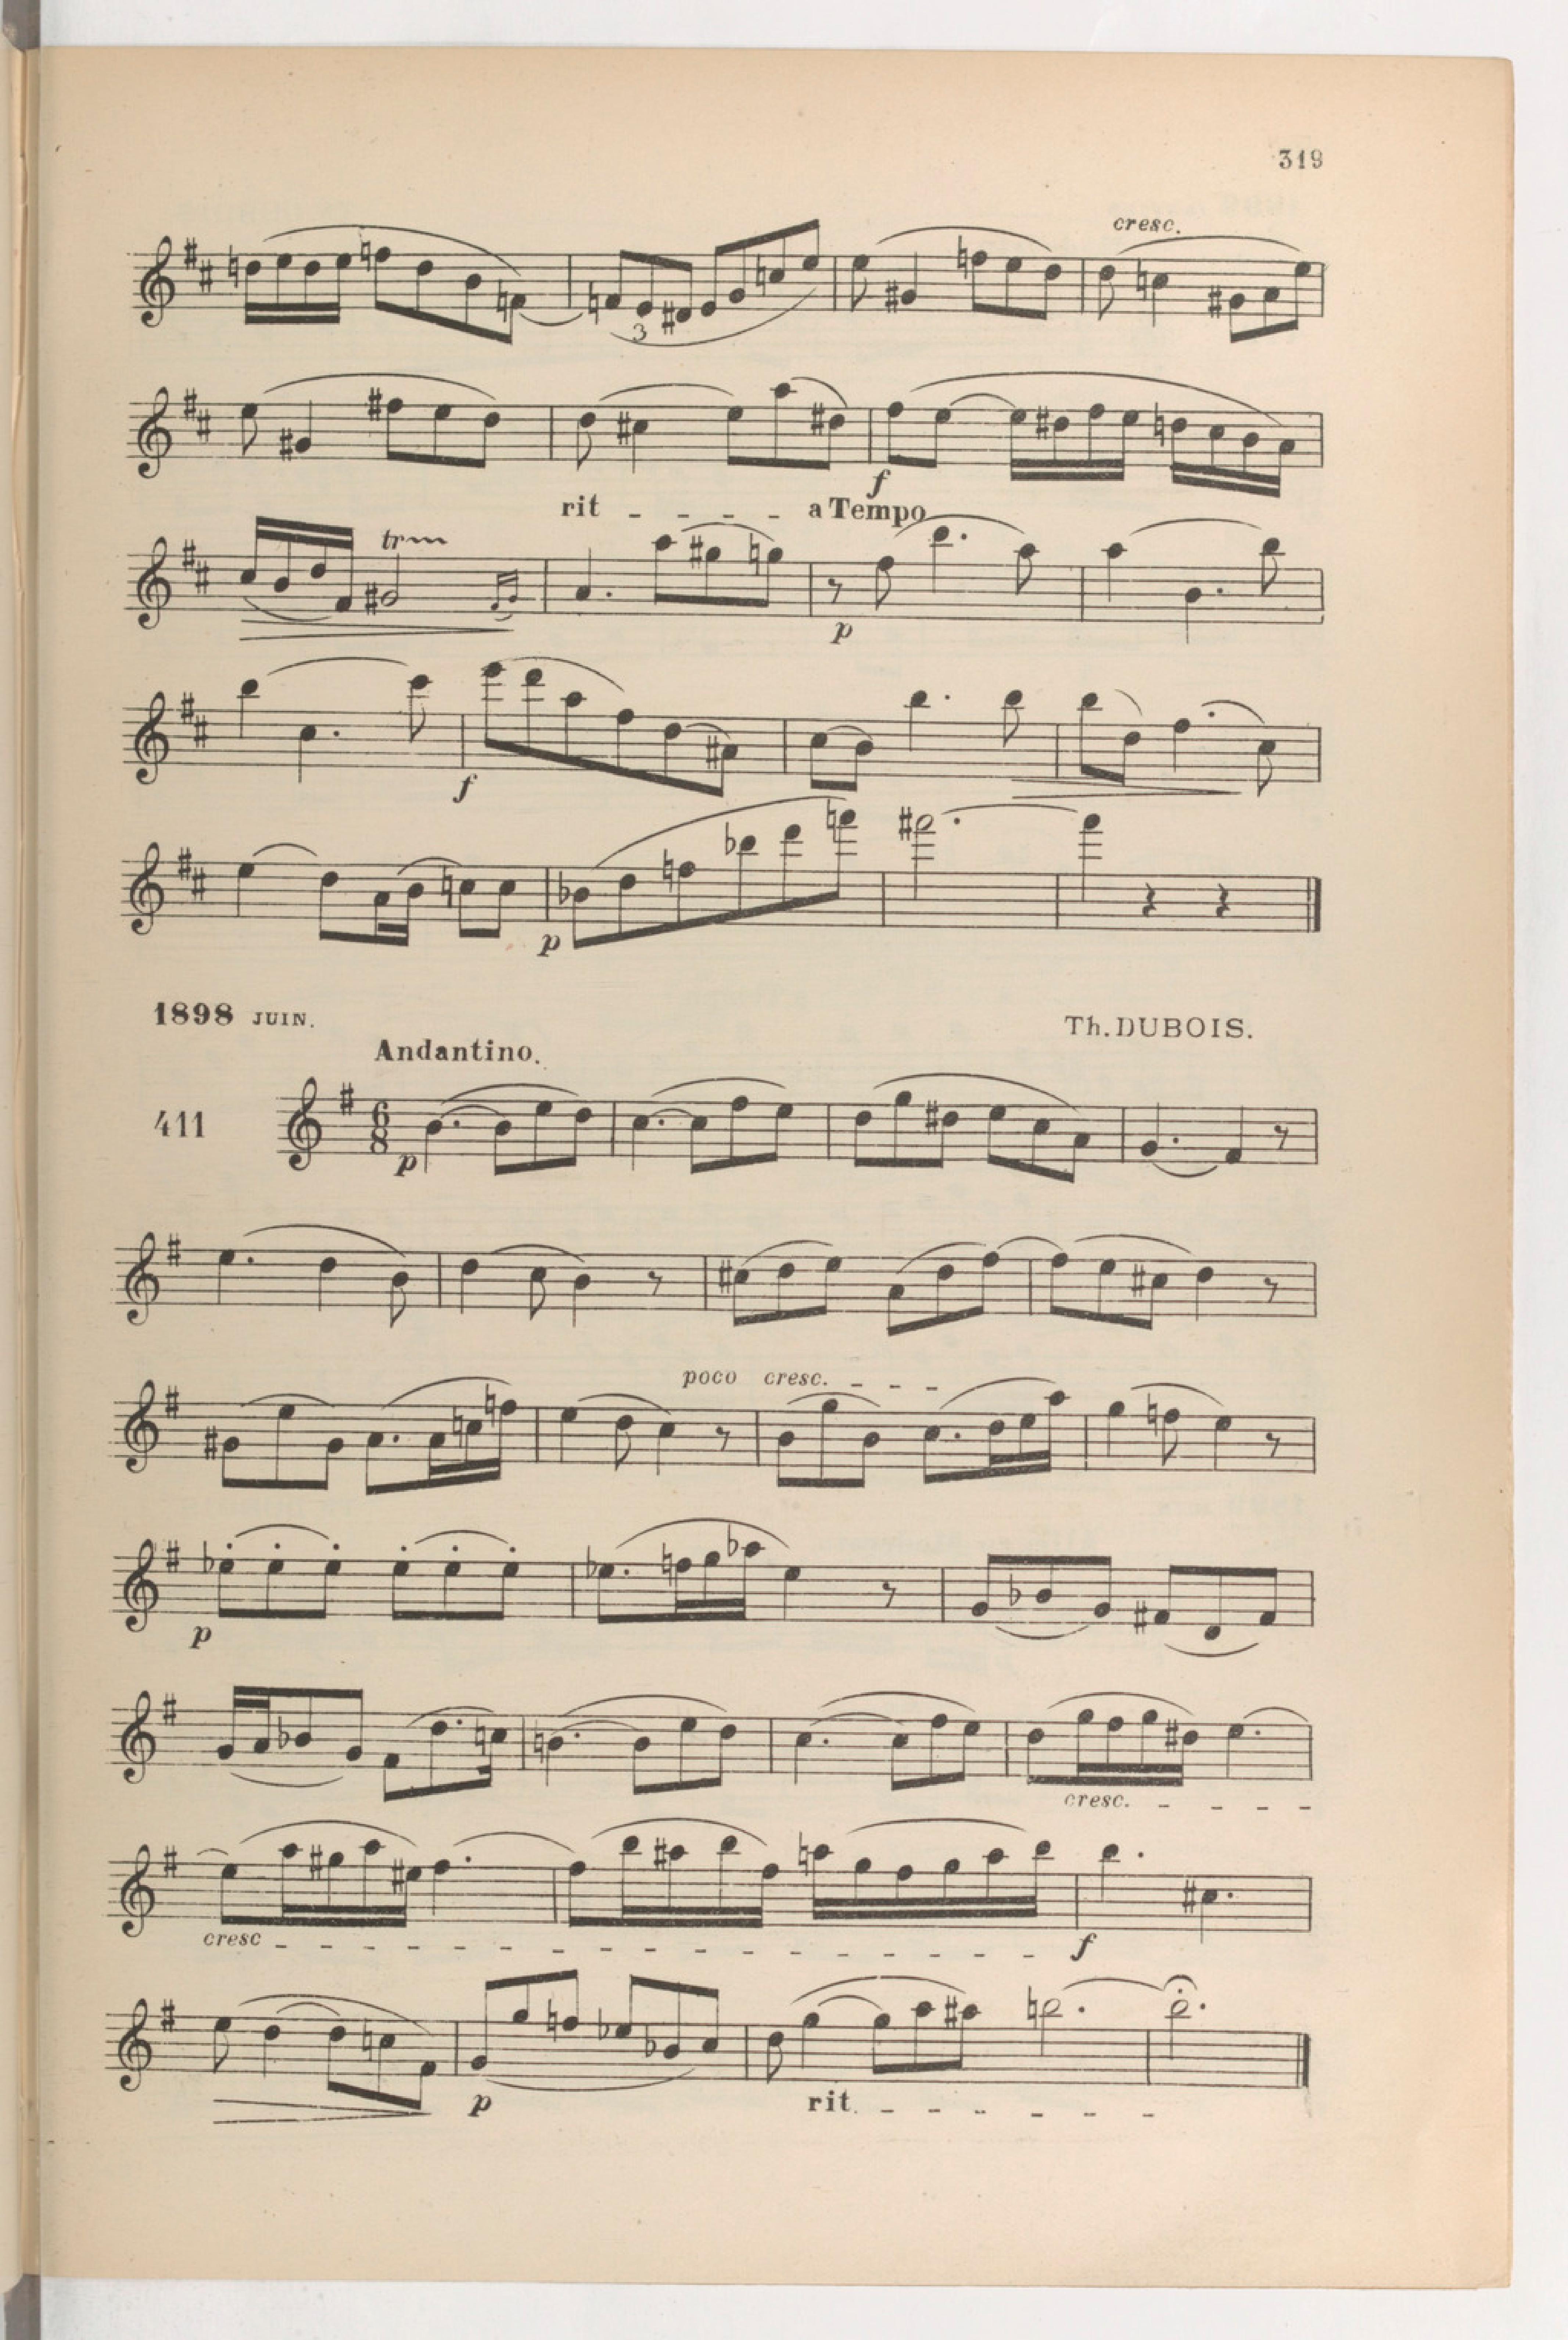 319
cresc.
3
f
rit - - - - a Tempo
tr
p
f
p
1898 JUIN. Th. DUBOIS.
Andantino.
411
6
8
p
poco cresc. - - -
p
cresc. - - - -
cresc - - - - - - - - - - - - - - - - - - f
p rit. - - - - - -